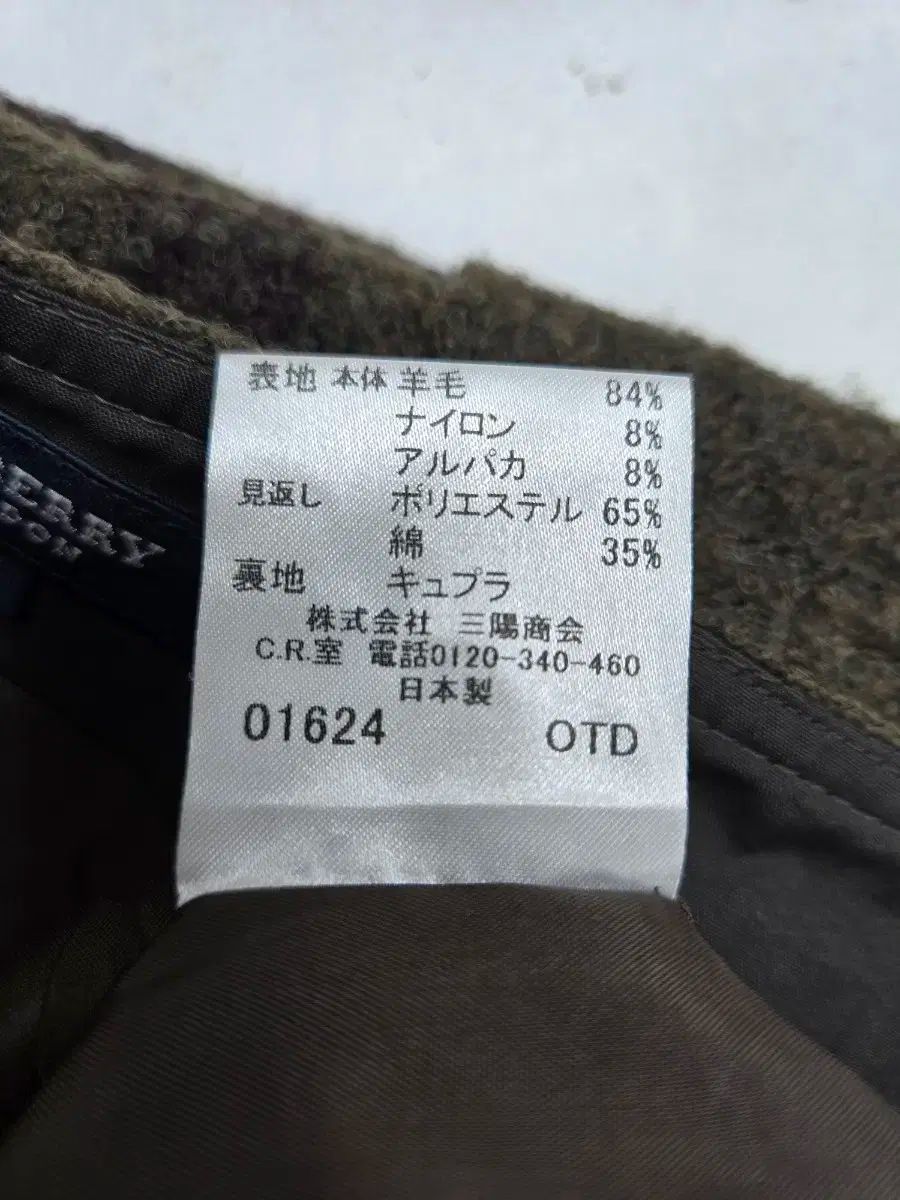 表地 本体 羊毛 84%
ナイロン 8%
アルパカ 8%
見返し ポリエステル 65%
綿 35%
裏地 キュプラ
株式会社 三陽商会
C.R.室 電話0120-340-460
日本製
01624 OTD